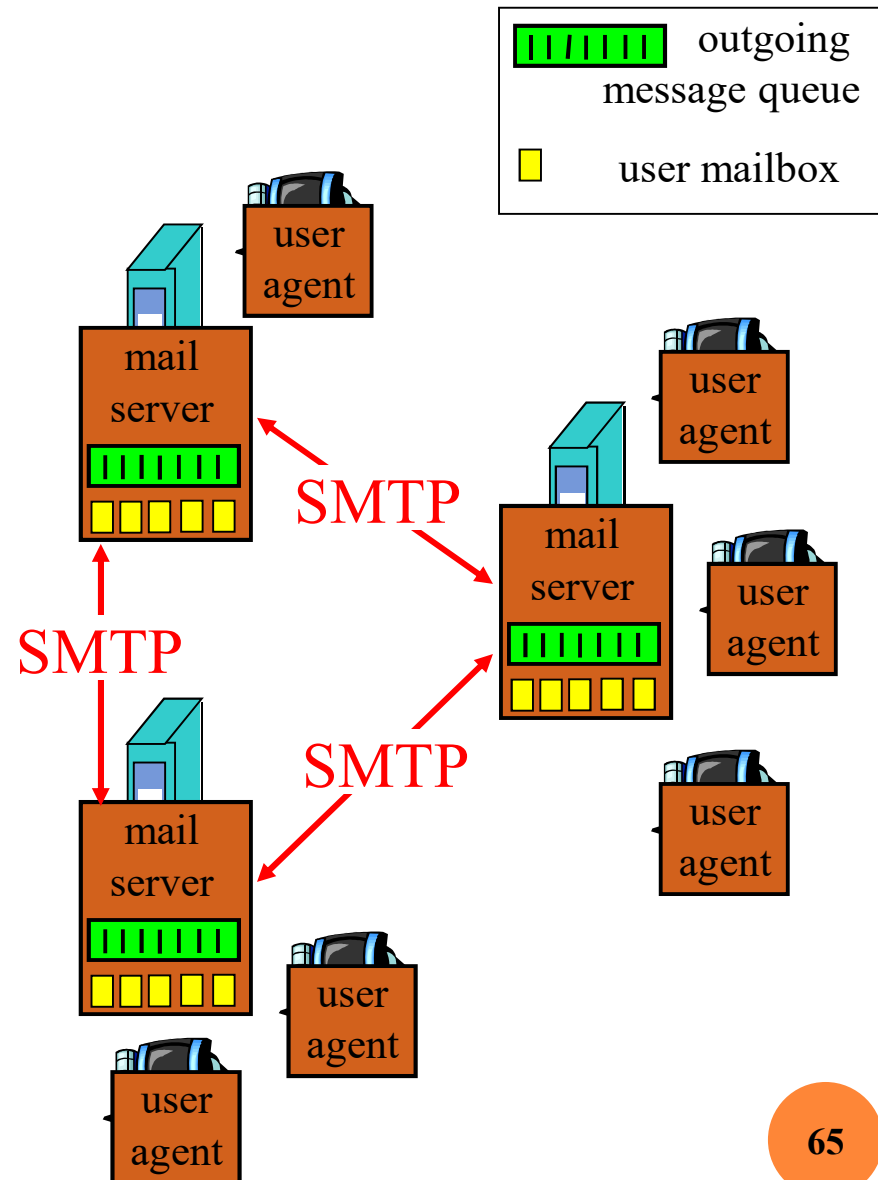 outgoing
message queue
user mailbox
user
agent
mail
server
user
agent
SMTP
mail
server
user
agent
SMTP
SMTP
user
agent
mail
server
user
agent
user
agent
65